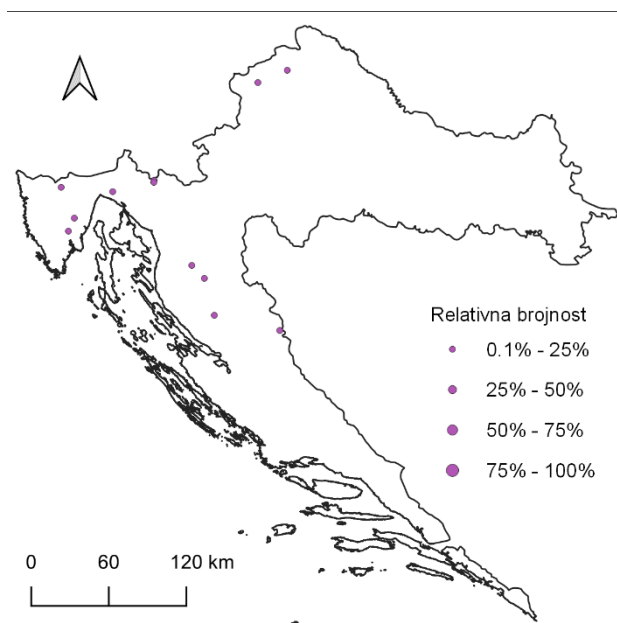 Relativna brojnost
0.1% - 25%
25% - 50%
50% - 75%
75% - 100%
0 60 120 km